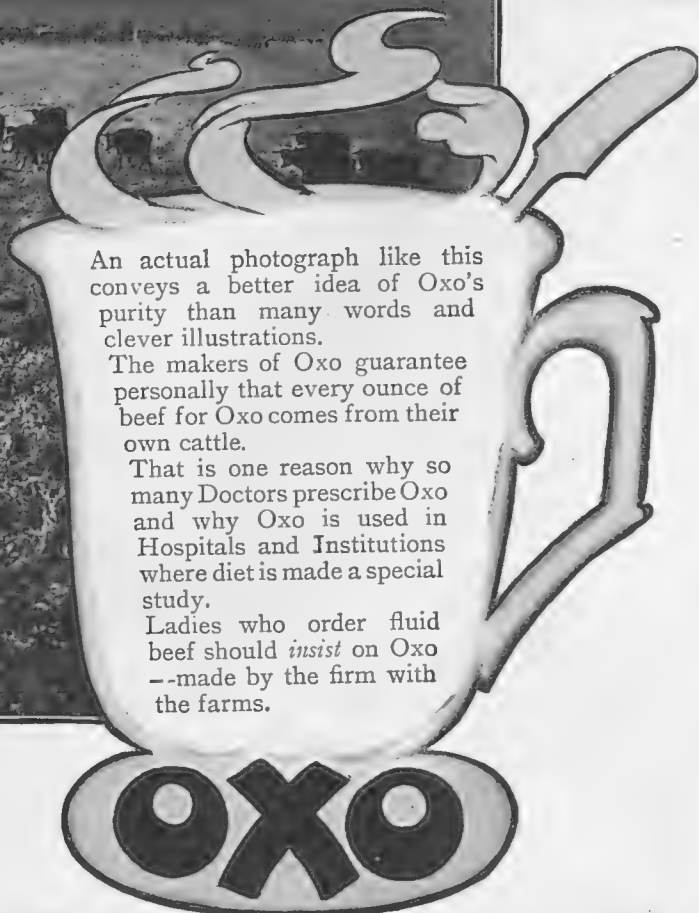 An actual photograph like this
conveys a better idea of Oxo's
purity than many words and
clever illustrations.
The makers of Oxo guarantee
personally that every ounce of
beef for Oxo comes from their
own cattle.
That is one reason why so
many Doctors prescribe Oxo
and why Oxo is used in
Hospitals and Institutions
where diet is made a special
study.
Ladies who order fluid
beef should insist on Oxo
--made by the firm with
the farms.
OXO